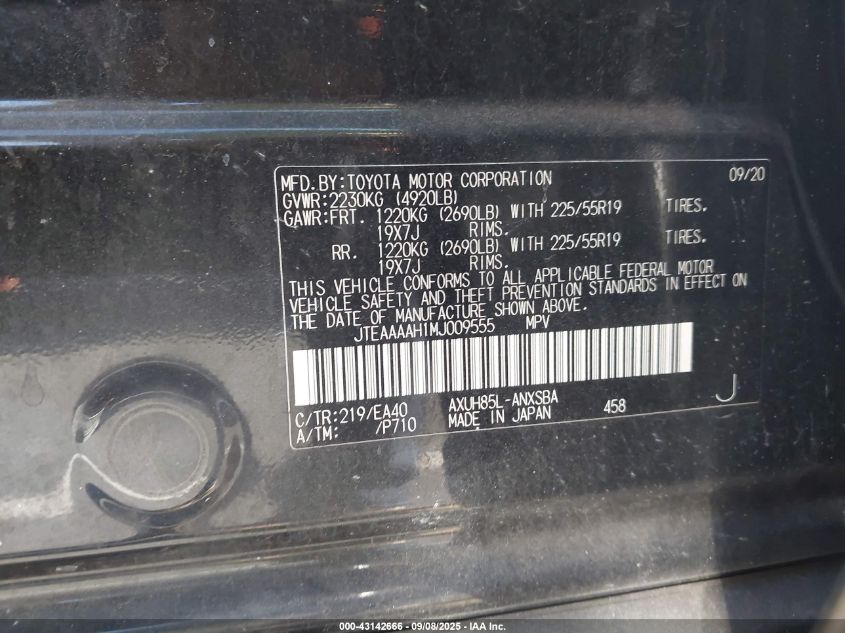 MFD.BY:TOYOTA MOTOR CORPORATION 09/20
GVWR:2230KG (4920LB)
GAWR:FRT. 1220KG (2690LB) WITH 225/55R19 TIRES.
19X7J RIMS.
RR. 1220KG (2690LB) WITH 225/55R19 TIRES.
19X7J RIMS.
THIS VEHICLE CONFORMS TO ALL APPLICABLE FEDERAL MOTOR
VEHICLE SAFETY AND THEFT PREVENTION STANDARDS IN EFFECT ON
THE DATE OF MANUFACTURE SHOWN ABOVE.
JTEAAAAH1MJ009555 MPV
C/TR:219/EA40 AXUH85L-ANXSBA 458 J
A/TM: /P710 MADE IN JAPAN
000-43142666 - 09/08/2025 - IAA Inc.